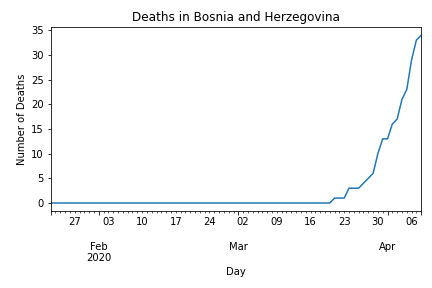 Deaths in Bosnia and Herzegovina
Number of Deaths
35
30
25
20
15
10
5
0
27 03 10 17 24 02 09 16 23 30 06
Feb Mar Apr
2020
Day